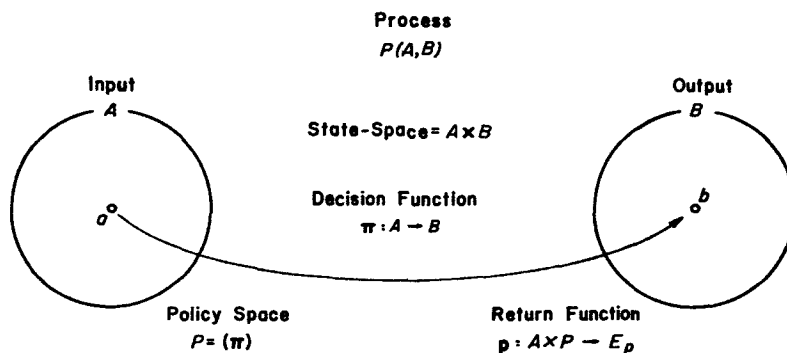 Process
P(A,B)
Input
Output
A
B
State-Space = A × B
Decision Function
π : A → B
a
b
Policy Space
P = (π)
Return Function
p : A × P → E_p